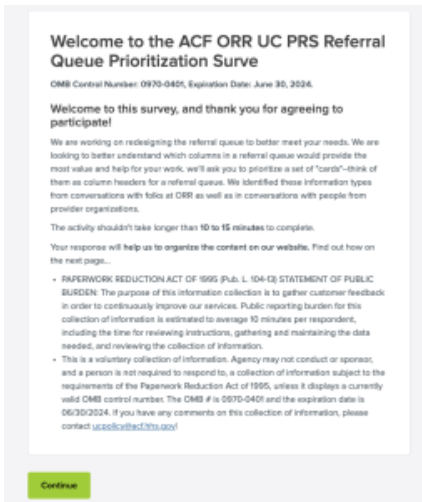 Welcome to the ACF ORR UC PRS Referral
Queue Prioritization Surve
OMB Control Number: 0970-0401, Expiration Date: June 30, 2024.
Welcome to this survey, and thank you for agreeing to
participate!
We are working on redesigning the referral queue to better meet your needs. We are
looking to better understand which columns in a referral queue would provide the
most value and help for your work. we'll ask you to prioritize a set of "cards"–think of
them as column headers for a referral queue. We identified these information types
from conversations with folks at ORR as well as in conversations with people from
provider organizations.
The activity shouldn't take longer than 10 to 15 minutes to complete.
Your response will help us to organize the content on our website. Find out how on
the next page...
• PAPERWORK REDUCTION ACT OF 1995 (Pub. L. 104-13) STATEMENT OF PUBLIC
BURDEN: The purpose of this information collection is to gather customer feedback
in order to continuously improve our services. Public reporting burden for this
collection of information is estimated to average 10 minutes per respondent,
including the time for reviewing instructions, gathering and maintaining the data
needed, and reviewing the collection of information.
• This is a voluntary collection of information. Agency may not conduct or sponsor,
and a person is not required to respond to, a collection of information subject to the
requirements of the Paperwork Reduction Act of 1995, unless it displays a currently
valid OMB control number. The OMB # is 0970-0401 and the expiration date is
06/30/2024. If you have any comments on this collection of information, please
contact ucpolicy@acf.hhs.gov!
Continue